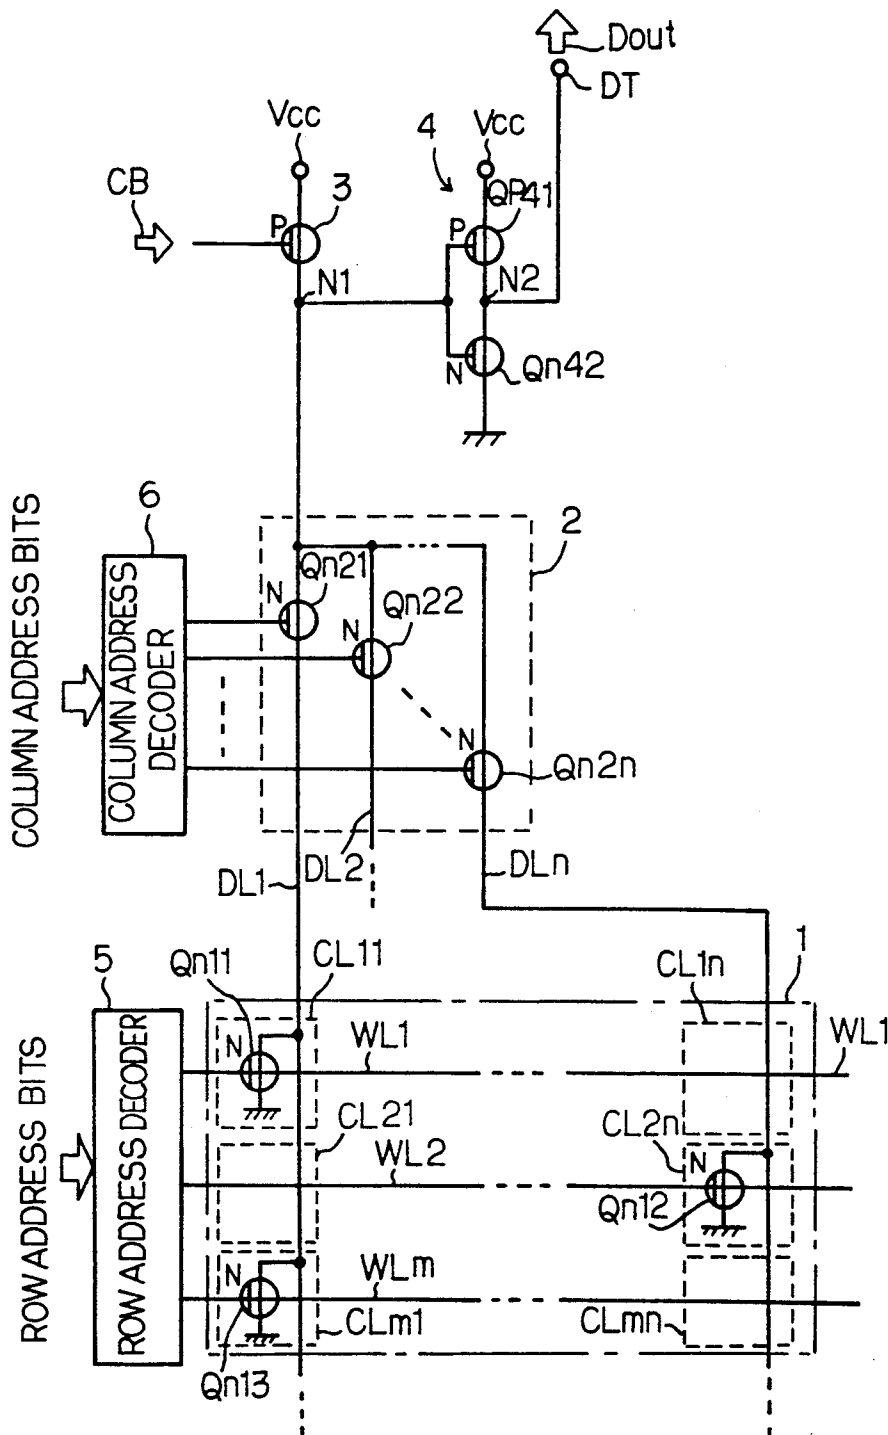 Dout
DT
Vcc
4
Vcc
CB
3
QP41
P
P
N1
N2
N
Qn42
COLUMN ADDRESS BITS
6
2
COLUMN ADDRESS
DECODER
Qn21
N
Qn22
N
N
Qn2n
DL1
DL2
DLn
ROW ADDRESS BITS
5
ROW ADDRESS DECODER
Qn11
CL11
CL1n
1
N
WL1
WL1
CL21
CL2n
WL2
N
Qn12
N
WLm
CLm1
CLmn
Qn13